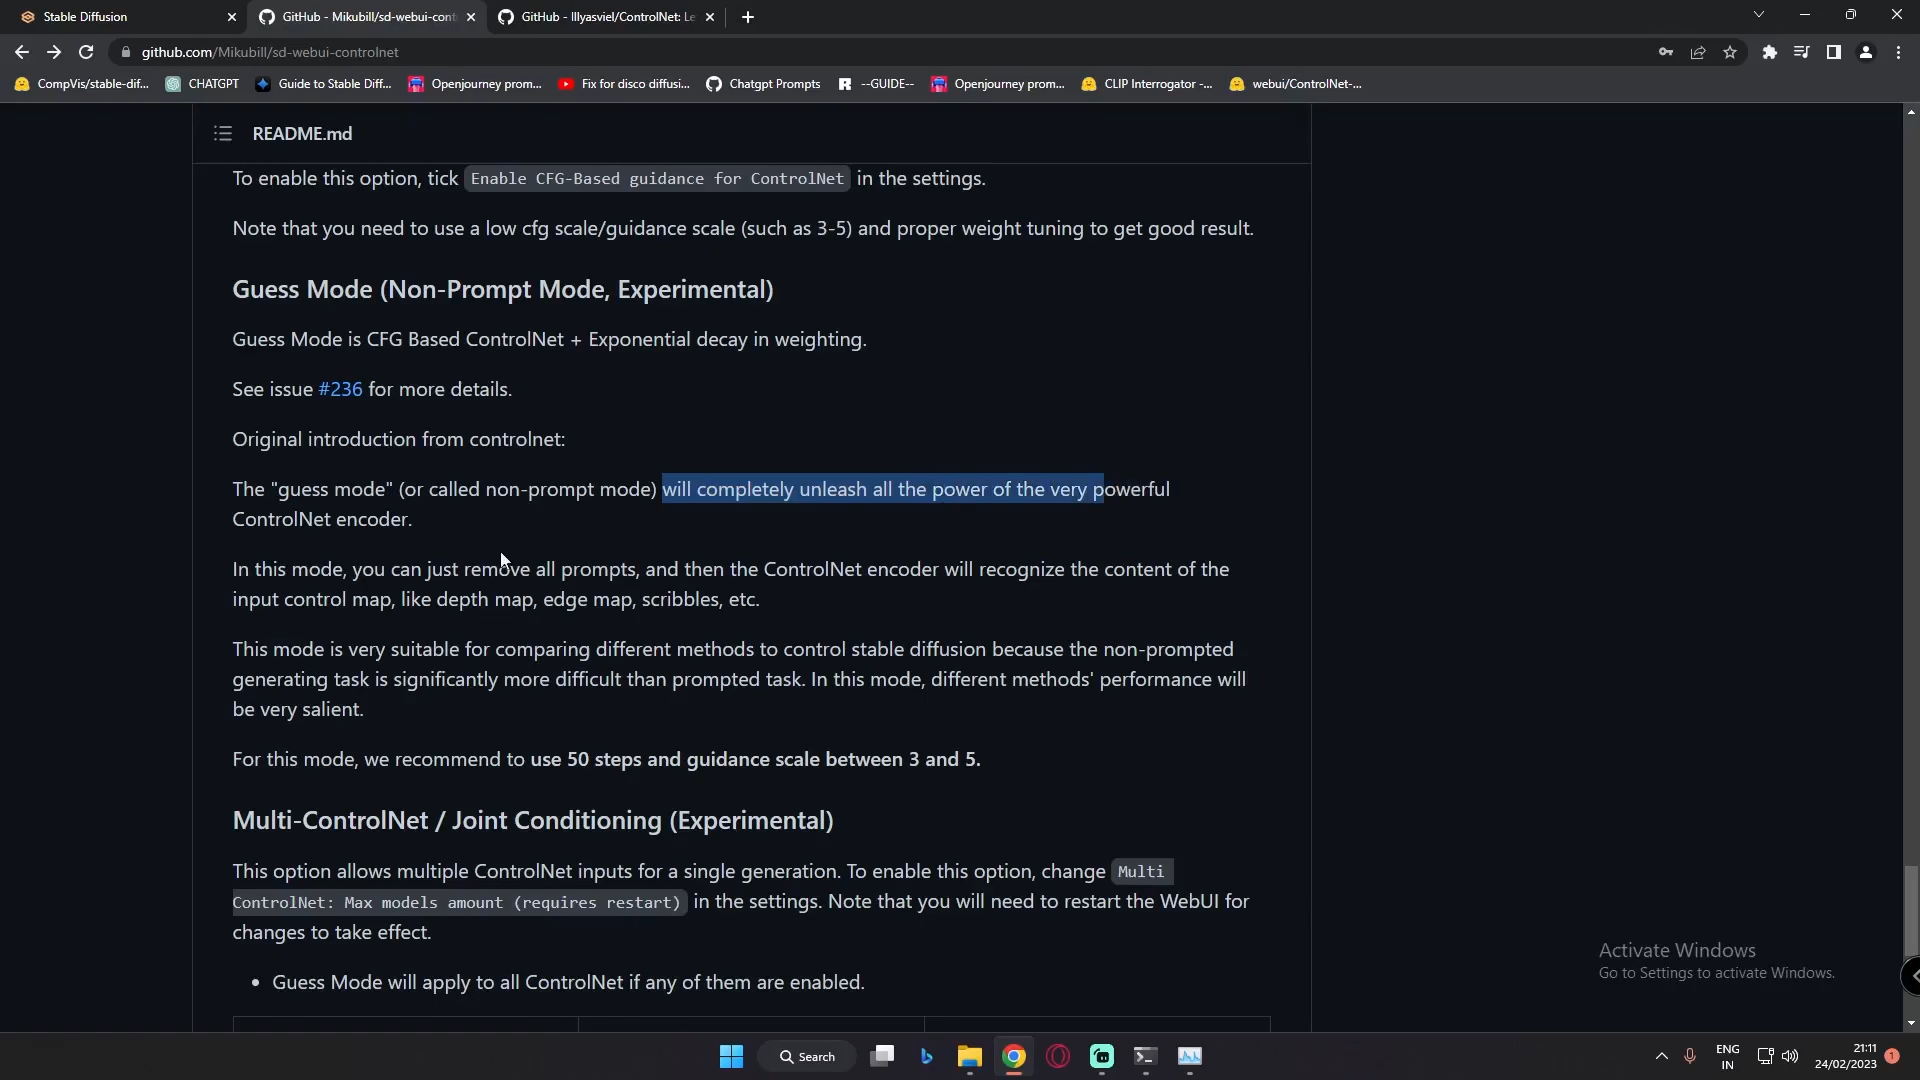 Stable Diffusion
GitHub - Mikubill/sd-webui-cont
GitHub - lllyasviel/ControlNet: Le
github.com/Mikubill/sd-webui-controlnet
CompVis/stable-dif...
CHATGPT
Guide to Stable Diff...
Openjourney prom...
Fix for disco diffusi...
Chatgpt Prompts
--GUIDE--
Openjourney prom...
CLIP Interrogator -...
webui/ControlNet-...
README.md
To enable this option, tick Enable CFG-Based guidance for ControlNet in the settings.
Note that you need to use a low cfg scale/guidance scale (such as 3-5) and proper weight tuning to get good result.
Guess Mode (Non-Prompt Mode, Experimental)
Guess Mode is CFG Based ControlNet + Exponential decay in weighting.
See issue #236 for more details.
Original introduction from controlnet:
The "guess mode" (or called non-prompt mode) will completely unleash all the power of the very powerful
ControlNet encoder.
In this mode, you can just remove all prompts, and then the ControlNet encoder will recognize the content of the
input control map, like depth map, edge map, scribbles, etc.
This mode is very suitable for comparing different methods to control stable diffusion because the non-prompted
generating task is significantly more difficult than prompted task. In this mode, different methods' performance will
be very salient.
For this mode, we recommend to use 50 steps and guidance scale between 3 and 5.
Multi-ControlNet / Joint Conditioning (Experimental)
This option allows multiple ControlNet inputs for a single generation. To enable this option, change Multi
ControlNet: Max models amount (requires restart) in the settings. Note that you will need to restart the WebUI for
changes to take effect.
• Guess Mode will apply to all ControlNet if any of them are enabled.
Activate Windows
Go to Settings to activate Windows.
Search
ENG
IN
21:11
24/02/2023
1